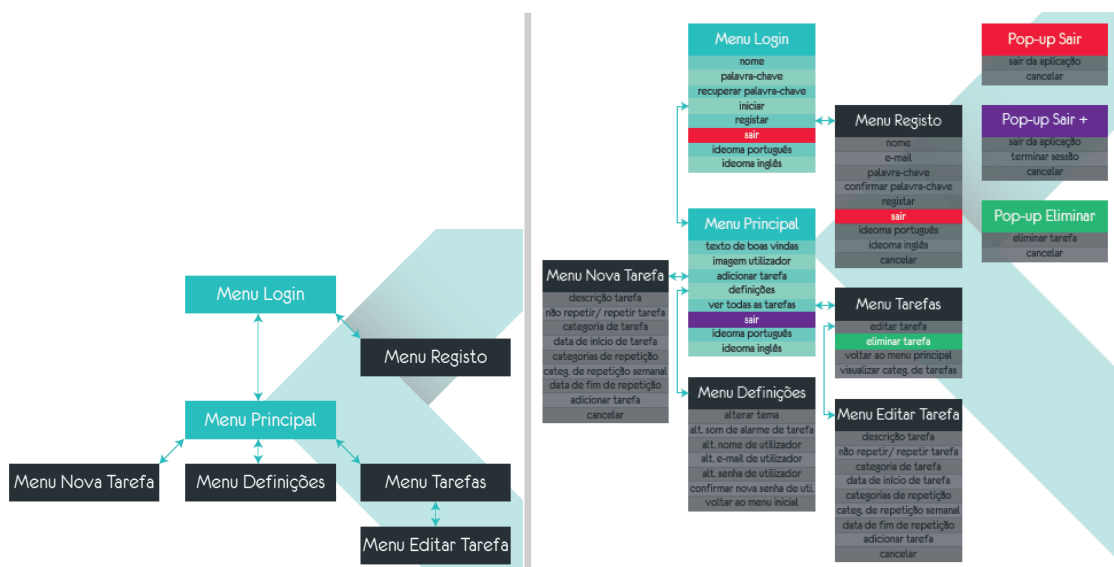 Menu Login
Menu Registo
Menu Principal
Menu Nova Tarefa
Menu Definições
Menu Tarefas
Menu Editar Tarefa
Menu Login
nome
palavra-chave
recuperar palavra-chave
iniciar
registar
sair
ideoma português
ideoma inglês
Menu Registo
nome
e-mail
palavra-chave
confirmar palavra-chave
registar
sair
ideoma português
ideoma inglês
cancelar
Pop-up Sair
sair da aplicação
cancelar
Pop-up Sair +
sair da aplicação
terminar sessão
cancelar
Pop-up Eliminar
eliminar tarefa
cancelar
Menu Principal
texto de boas vindas
imagem utilizador
adicionar tarefa
definições
ver todas as tarefas
sair
ideoma português
ideoma inglês
Menu Nova Tarefa
descrição tarefa
não repetir/ repetir tarefa
categoria de tarefa
data de início de tarefa
categorias de repetição
categ. de repetição semanal
data de fim de repetição
adicionar tarefa
cancelar
Menu Tarefas
editar tarefa
eliminar tarefa
voltar ao menu principal
visualizar categ. de tarefas
Menu Definições
alterar tema
alt. som de alarme de tarefa
alt. nome de utilizador
alt. e-mail de utilizador
alt. senha de utilizador
confirmar nova senha de uti.
voltar ao menu inicial
Menu Editar Tarefa
descrição tarefa
não repetir/ repetir tarefa
categoria de tarefa
data de início de tarefa
categorias de repetição
categ. de repetição semanal
data de fim de repetição
adicionar tarefa
cancelar